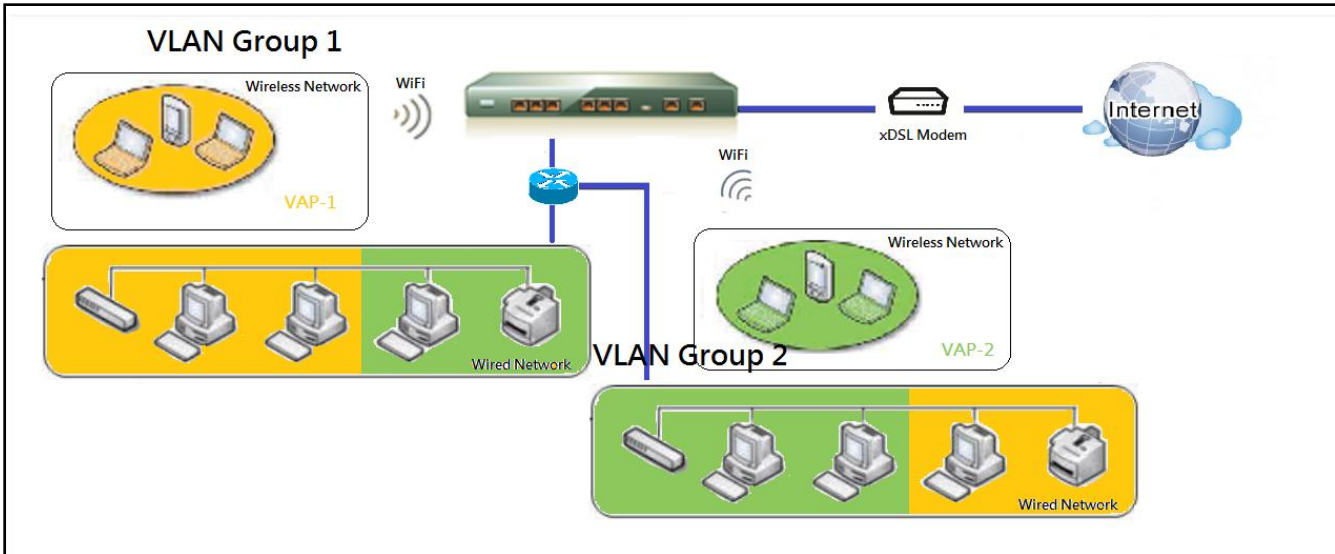 VLAN Group 1
Wireless Network
WiFi
VAP-1
xDSL Modem
Internet
WiFi
Wireless Network
VAP-2
Wired Network
VLAN Group 2
Wired Network